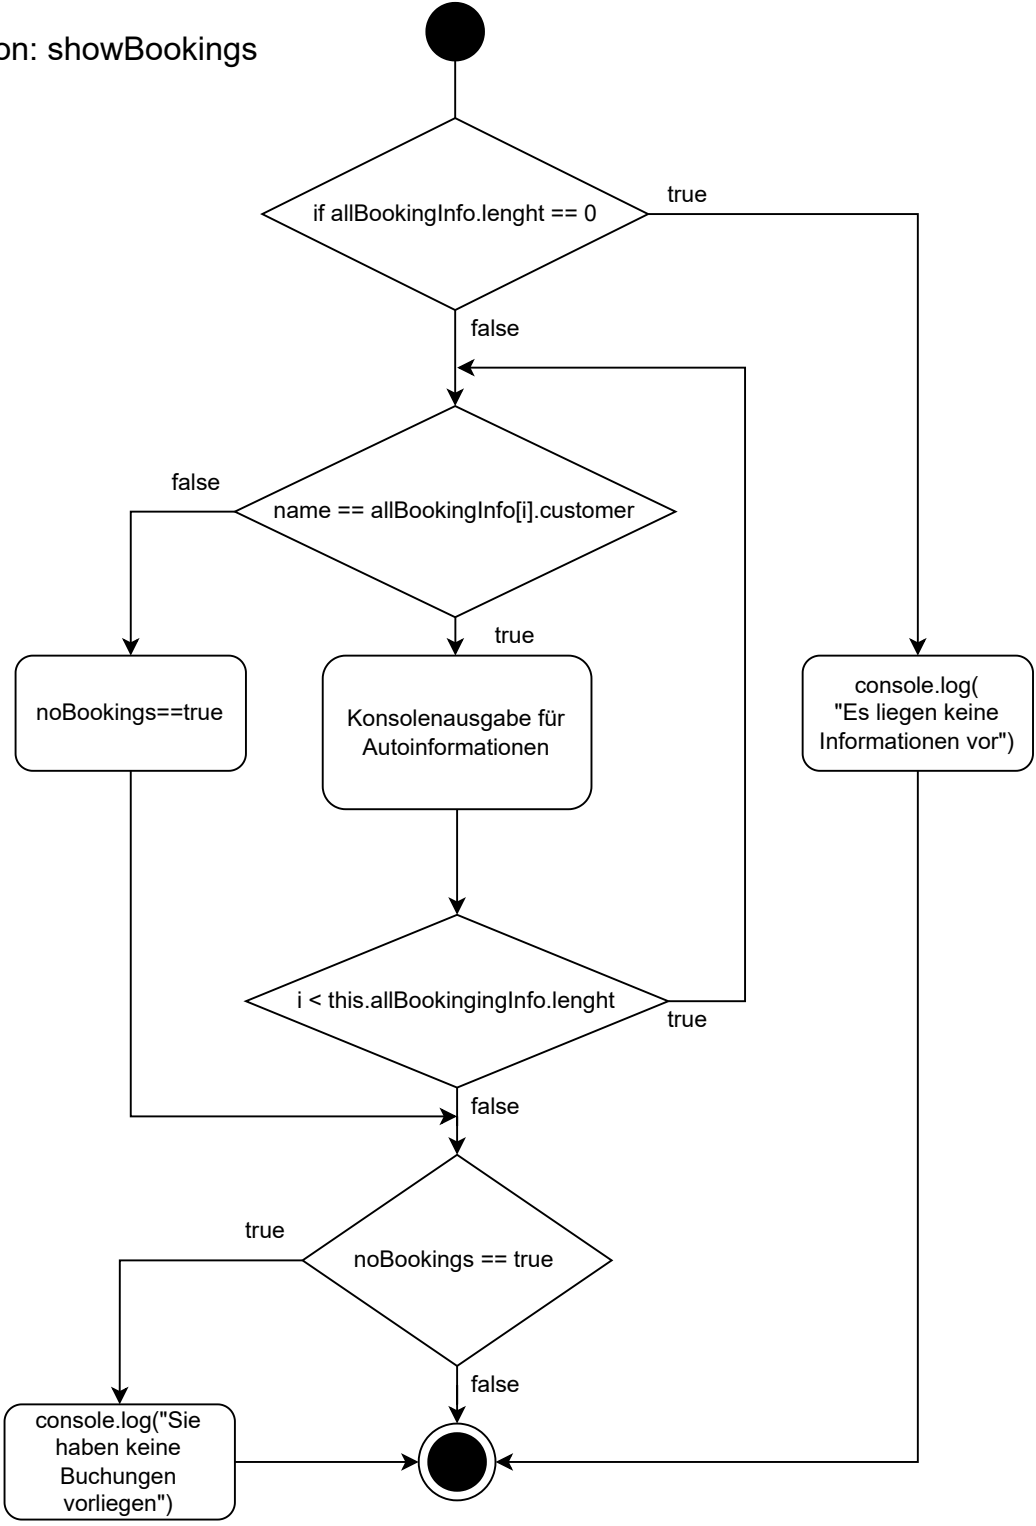 on: showBookings
true
if allBookingInfo.lenght == 0
false
false
name == allBookingInfo[i].customer
true
noBookings==true
Konsolenausgabe für
Autoinformationen
console.log(
"Es liegen keine
Informationen vor")
i < this.allBookingingInfo.lenght
true
false
true
noBookings == true
false
console.log("Sie
haben keine
Buchungen
vorliegen")